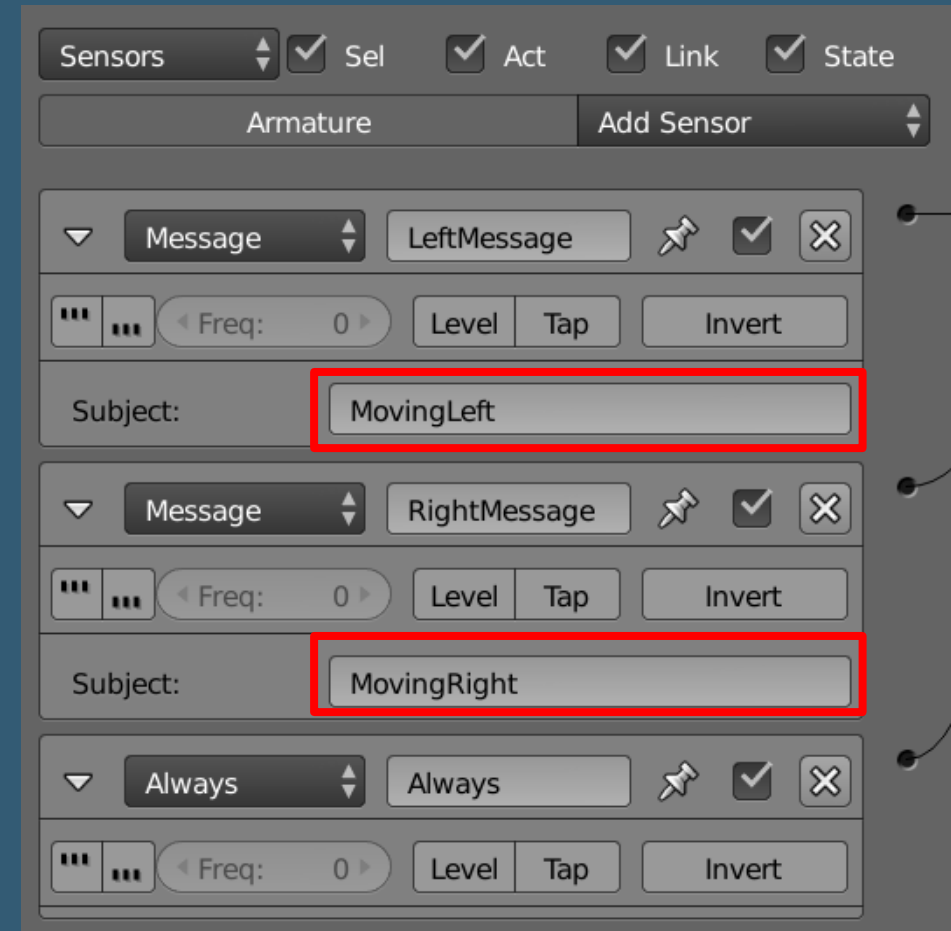 Sensors Sel Act Link State
Armature Add Sensor
Message LeftMessage
Freq: 0 Level Tap Invert
Subject: MovingLeft
Message RightMessage
Freq: 0 Level Tap Invert
Subject: MovingRight
Always Always
Freq: 0 Level Tap Invert